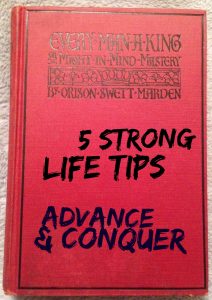 EVERY MAN A KING
OR MIGHT IN MIND MASTERY
BY ORISON SWETT MARDEN
5 STRONG
LIFE TIPS
ADVANCE
& CONQUER